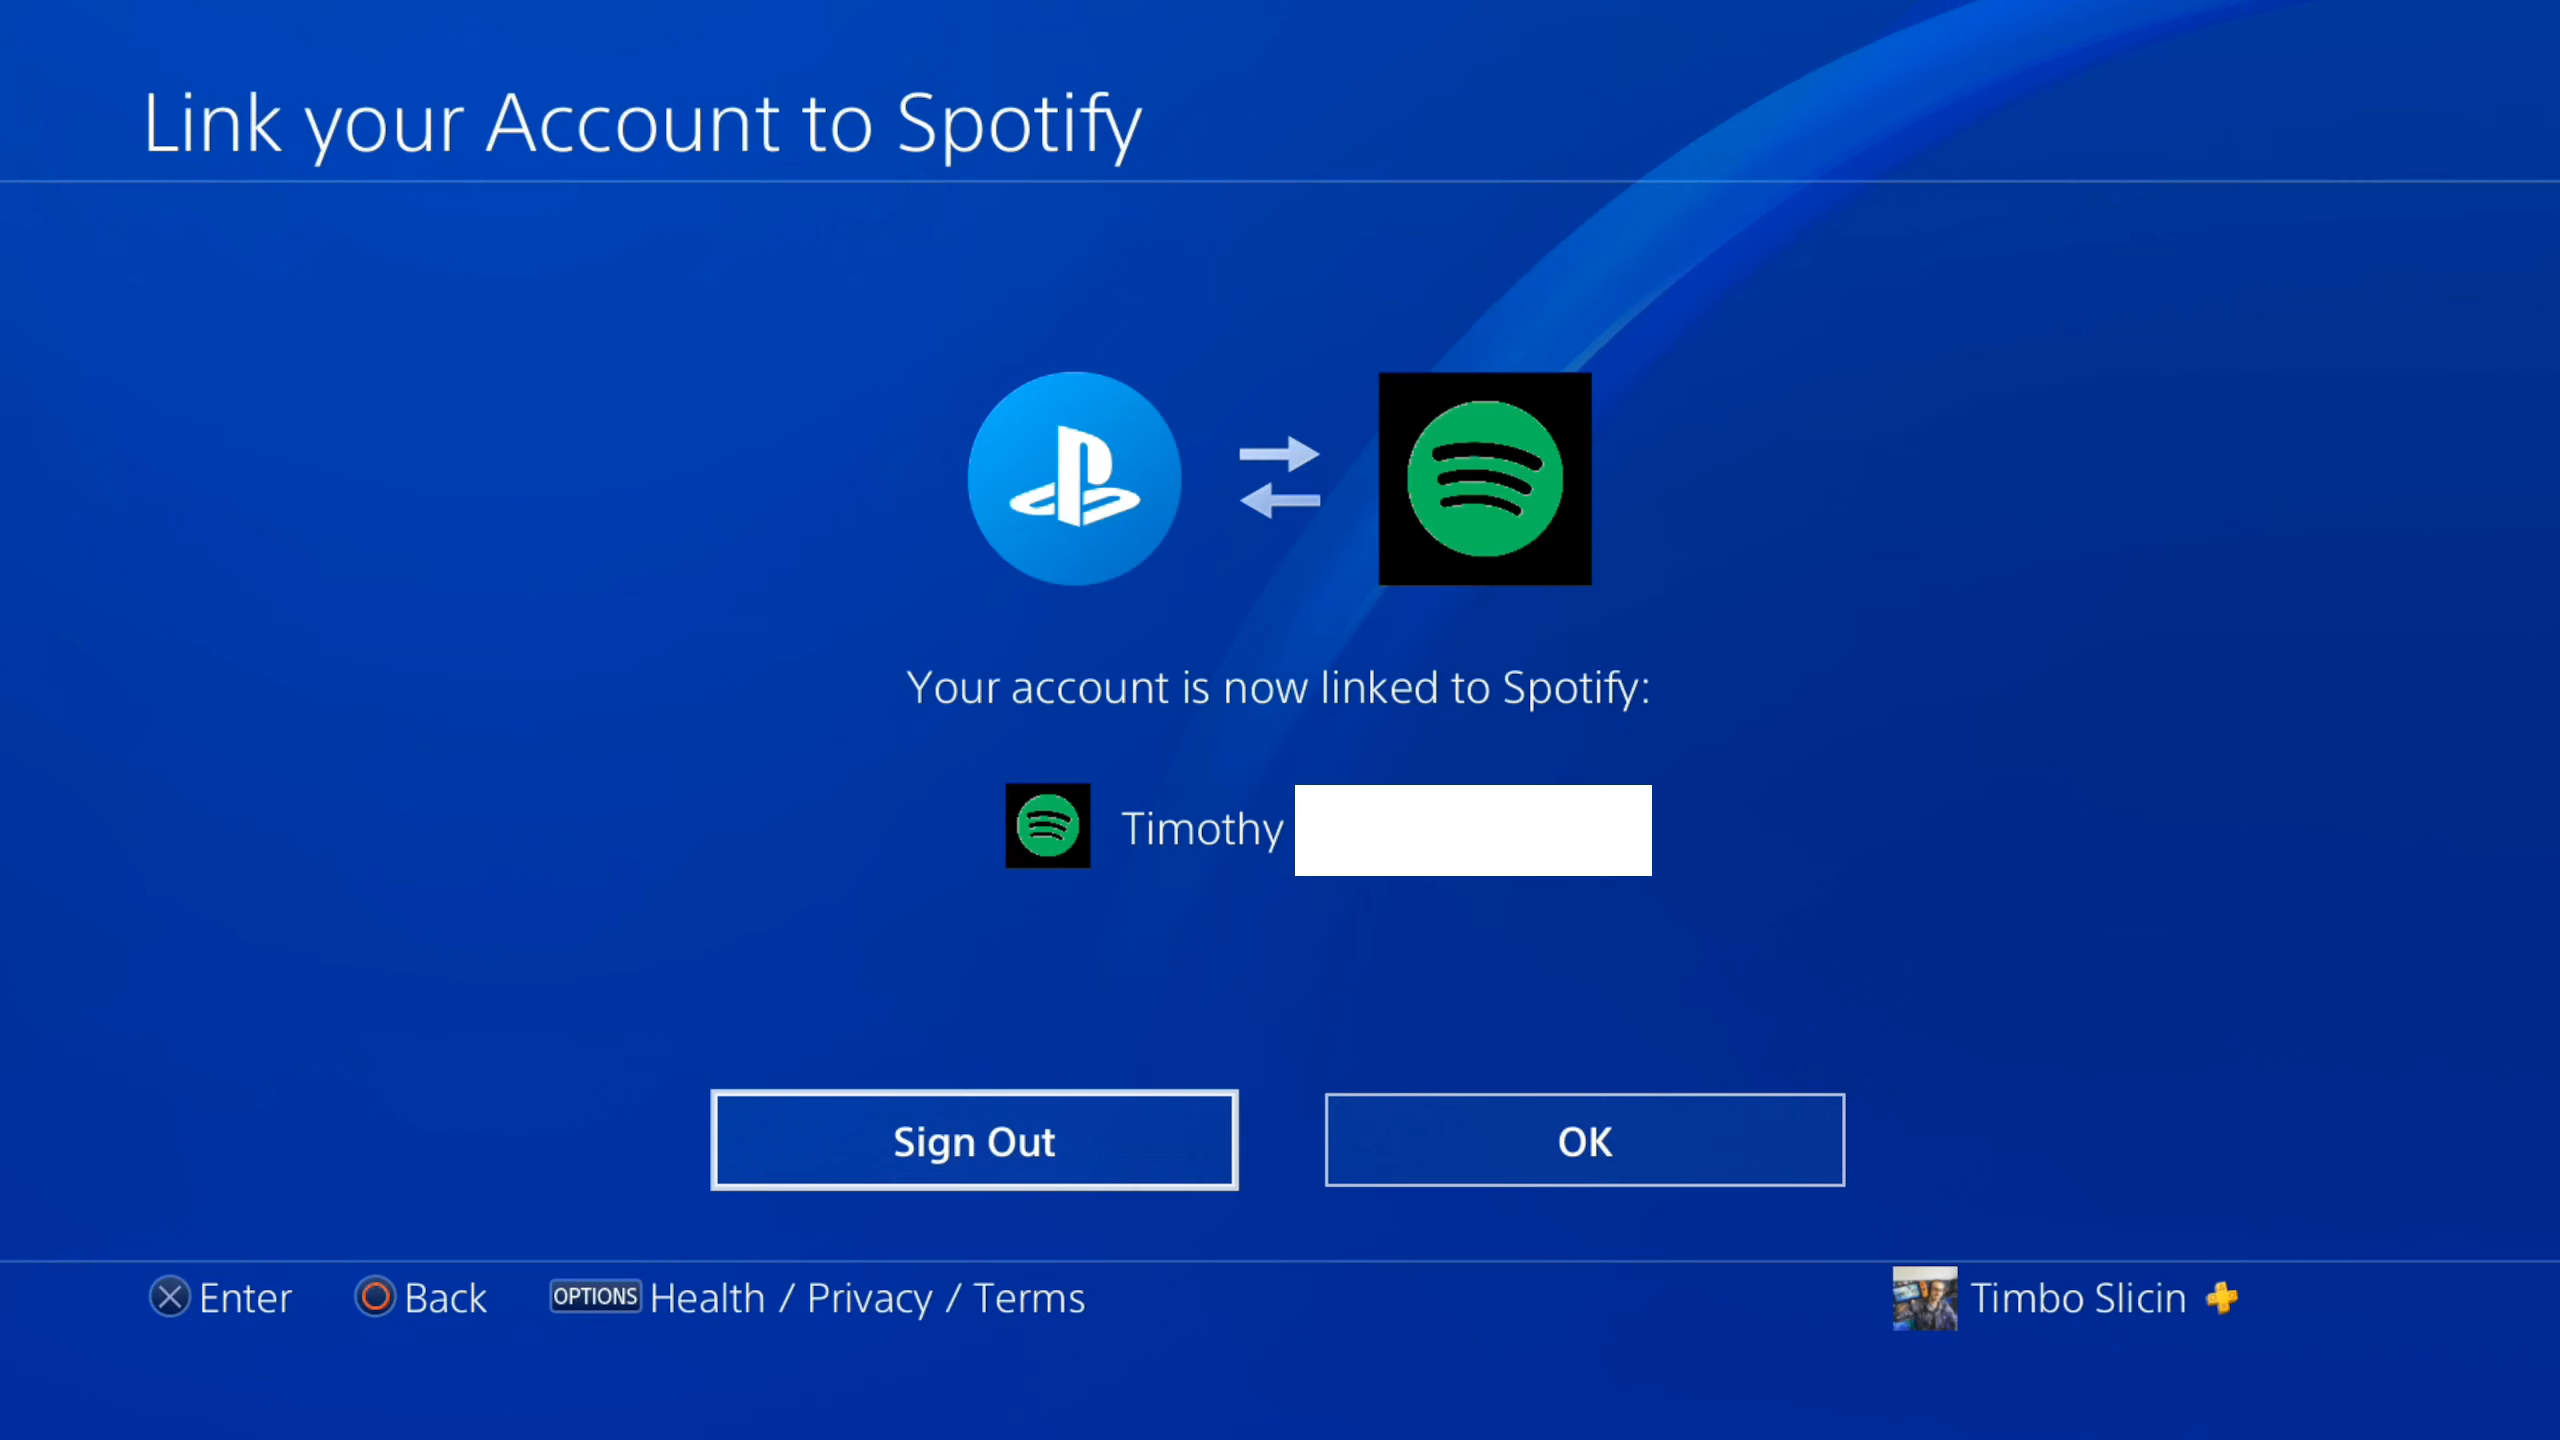 Link your Account to Spotify
Your account is now linked to Spotify:
Timothy
Sign Out
OK
Enter
Back
OPTIONS Health / Privacy / Terms
Timbo Slicin